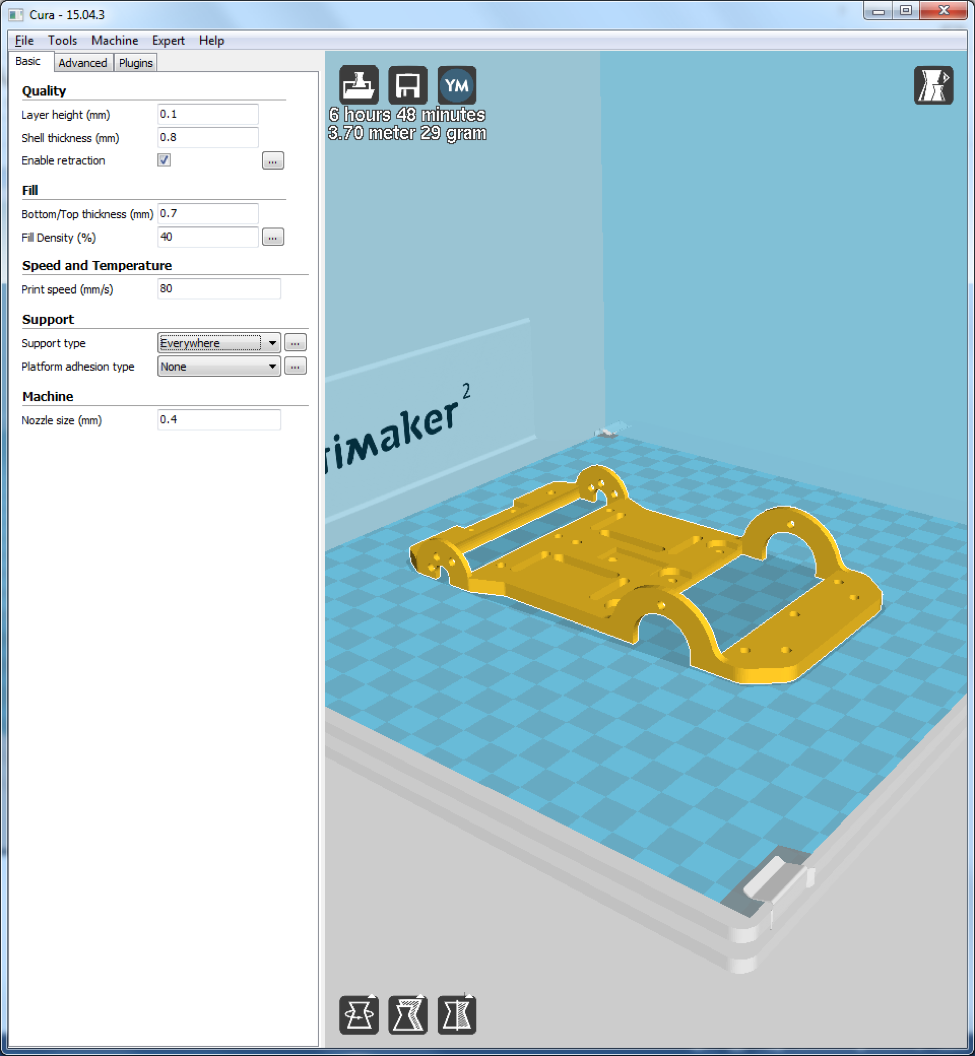 Cura - 15.04.3
File Tools Machine Expert Help
Basic Advanced Plugins
Quality
Layer height (mm) 0.1
Shell thickness (mm) 0.8
Enable retraction ...
Fill
Bottom/Top thickness (mm) 0.7
Fill Density (%) 40 ...
Speed and Temperature
Print speed (mm/s) 80
Support
Support type Everywhere ...
Platform adhesion type None ...
Machine
Nozzle size (mm) 0.4
YM
6 hours 48 minutes
3.70 meter 29 gram
rimaker²